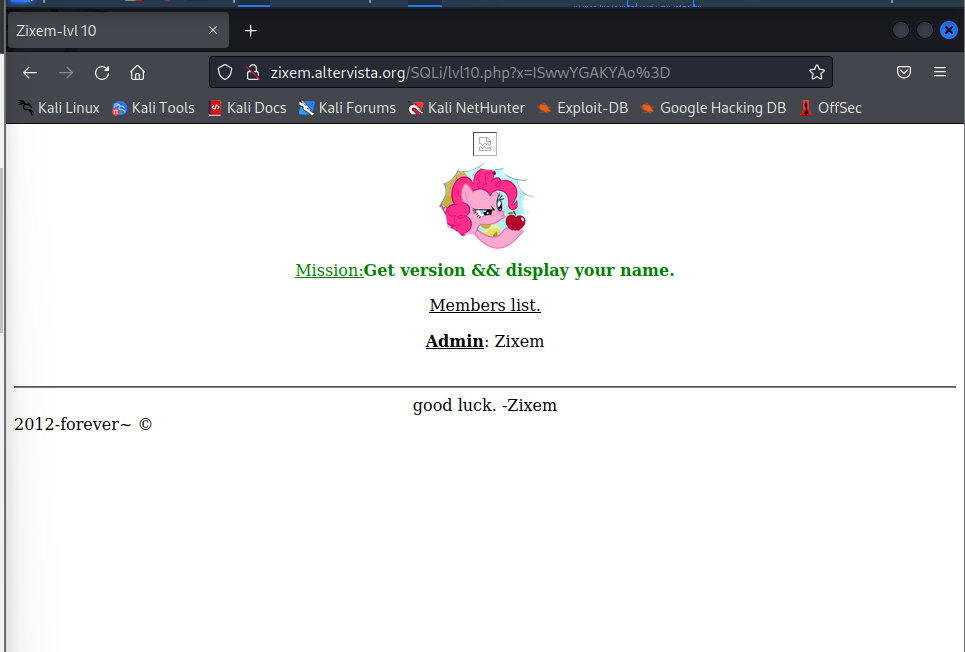 Zixem-lvl 10
zixem.altervista.org/SQLi/lvl10.php?x=ISwwYGAKYAo%3D
Kali Linux Kali Tools Kali Docs Kali Forums Kali NetHunter Exploit-DB Google Hacking DB OffSec
Mission:Get version && display your name.
Members list.
Admin: Zixem
good luck. -Zixem
2012-forever~ ©